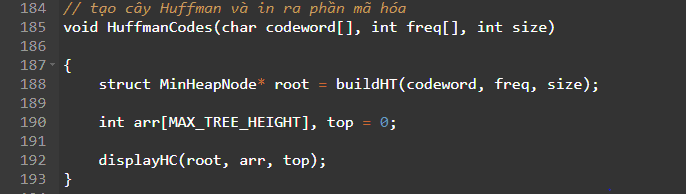 184 // tạo cây Huffman và in ra phần mã hóa
185 void HuffmanCodes(char codeword[], int freq[], int size)
186
187 {
188 struct MinHeapNode* root = buildHT(codeword, freq, size);
189
190 int arr[MAX_TREE_HEIGHT], top = 0;
191
192 displayHC(root, arr, top);
193 }